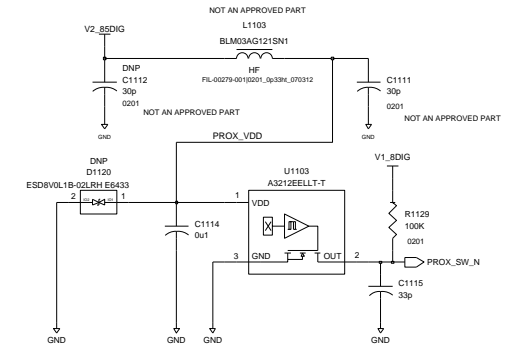 NOT AN APPROVED PART
L1103
V2_85DIG
BLM03AG121SN1
DNP
HF
C1112
FIL-00279-001|0201_0p33ht_070312
C1111
30p
30p
0201
0201
NOT AN APPROVED PART
NOT AN APPROVED PART
GND
GND
PROX_VDD
V1_8DIG
DNP
D1120
U1103
ESD8V0L1B-02LRH E6433
A3212EELLT-T
2
1
1
VDD
R1129
100K
C1114
0u1
0201
3
GND
OUT
2
PROX_SW_N
C1115
33p
GND
GND
GND
GND